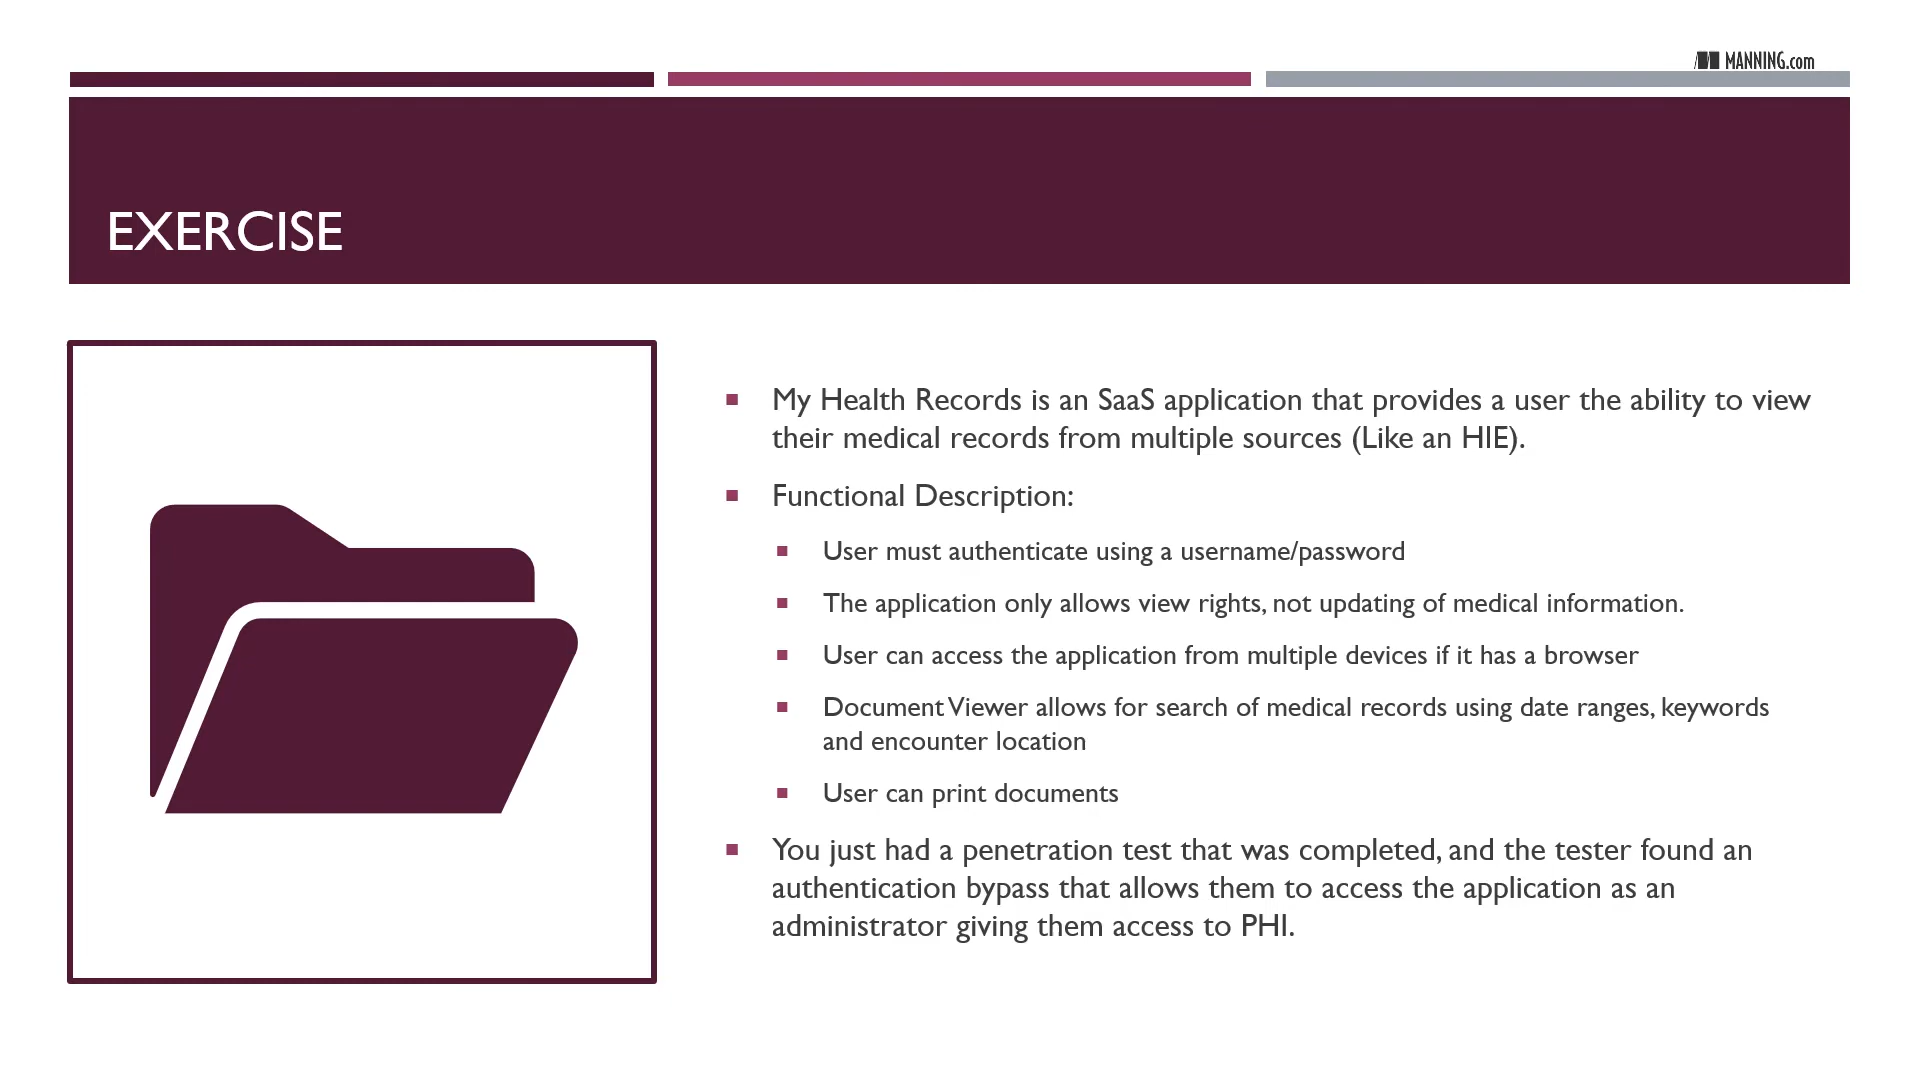 MANNING.com
EXERCISE
My Health Records is an SaaS application that provides a user the ability to view
their medical records from multiple sources (Like an HIE).
Functional Description:
User must authenticate using a username/password
The application only allows view rights, not updating of medical information.
User can access the application from multiple devices if it has a browser
Document Viewer allows for search of medical records using date ranges, keywords
and encounter location
User can print documents
You just had a penetration test that was completed, and the tester found an
authentication bypass that allows them to access the application as an
administrator giving them access to PHI.